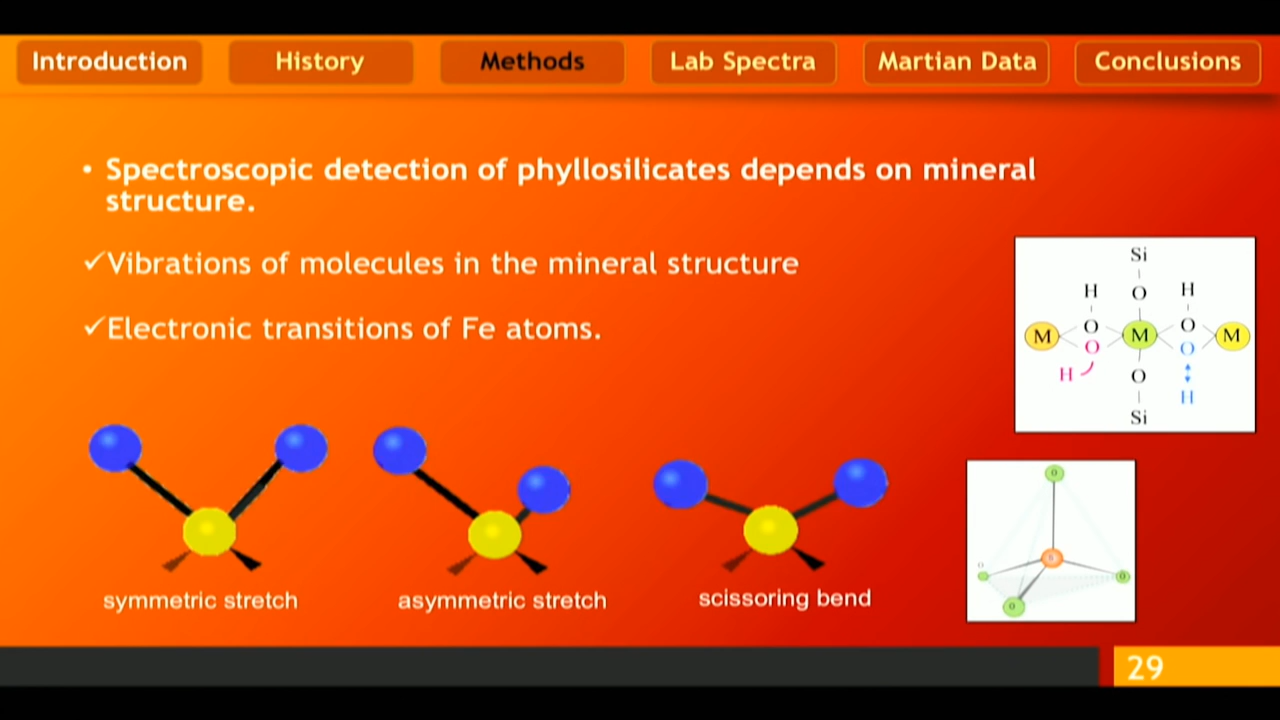 Introduction History Methods Lab Spectra Martian Data Conclusions
• Spectroscopic detection of phyllosilicates depends on mineral
structure.
✓Vibrations of molecules in the mineral structure
✓Electronic transitions of Fe atoms.
Si
H O H
O O
M M M
O O
H O H
Si
O
O O
O
symmetric stretch asymmetric stretch scissoring bend
29